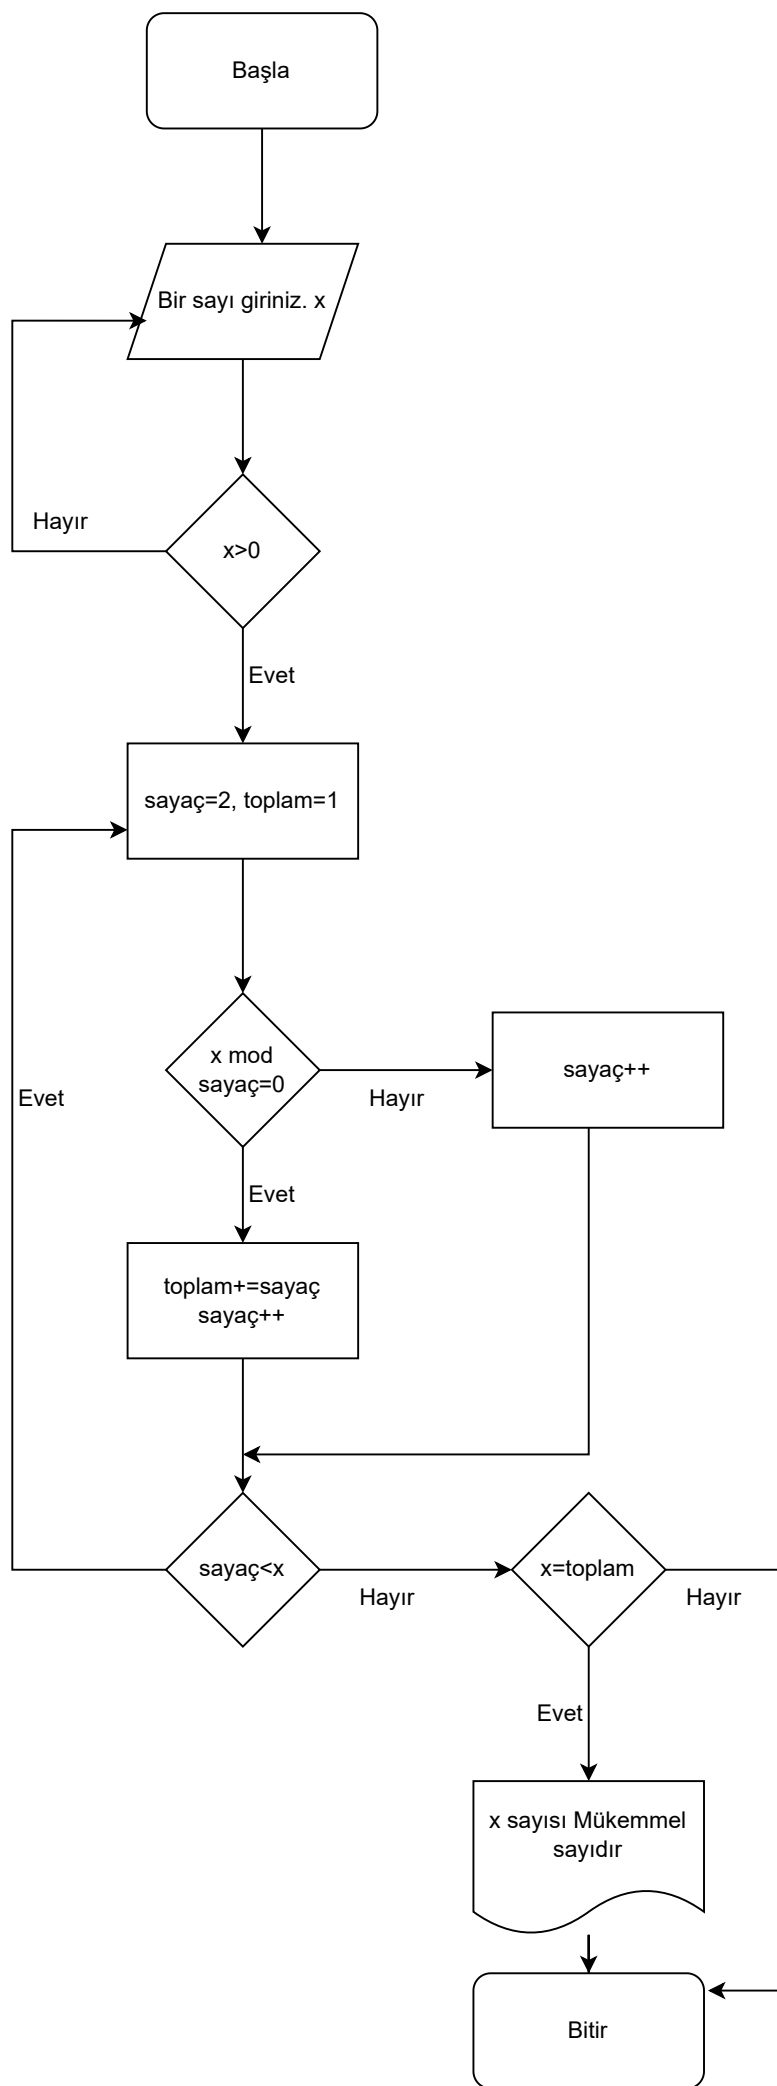 Başla
Bir sayı giriniz. x
Hayır
x>0
Evet
sayaç=2, toplam=1
x mod
sayaç=0
Hayır
sayaç++
Evet
Evet
toplam+=sayaç
sayaç++
sayaç<x
Hayır
x=toplam
Hayır
Evet
x sayısı Mükemmel
sayıdır
Bitir